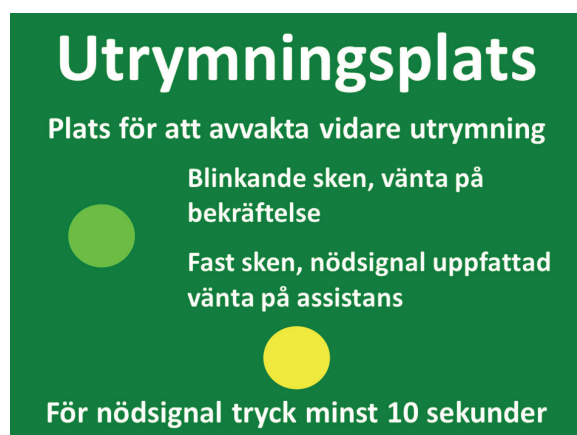 Utrymningsplats
Plats för att avvakta vidare utrymning
Blinkande sken, vänta på
bekräftelse
Fast sken, nödsignal uppfattad
vänta på assistans
För nödsignal tryck minst 10 sekunder